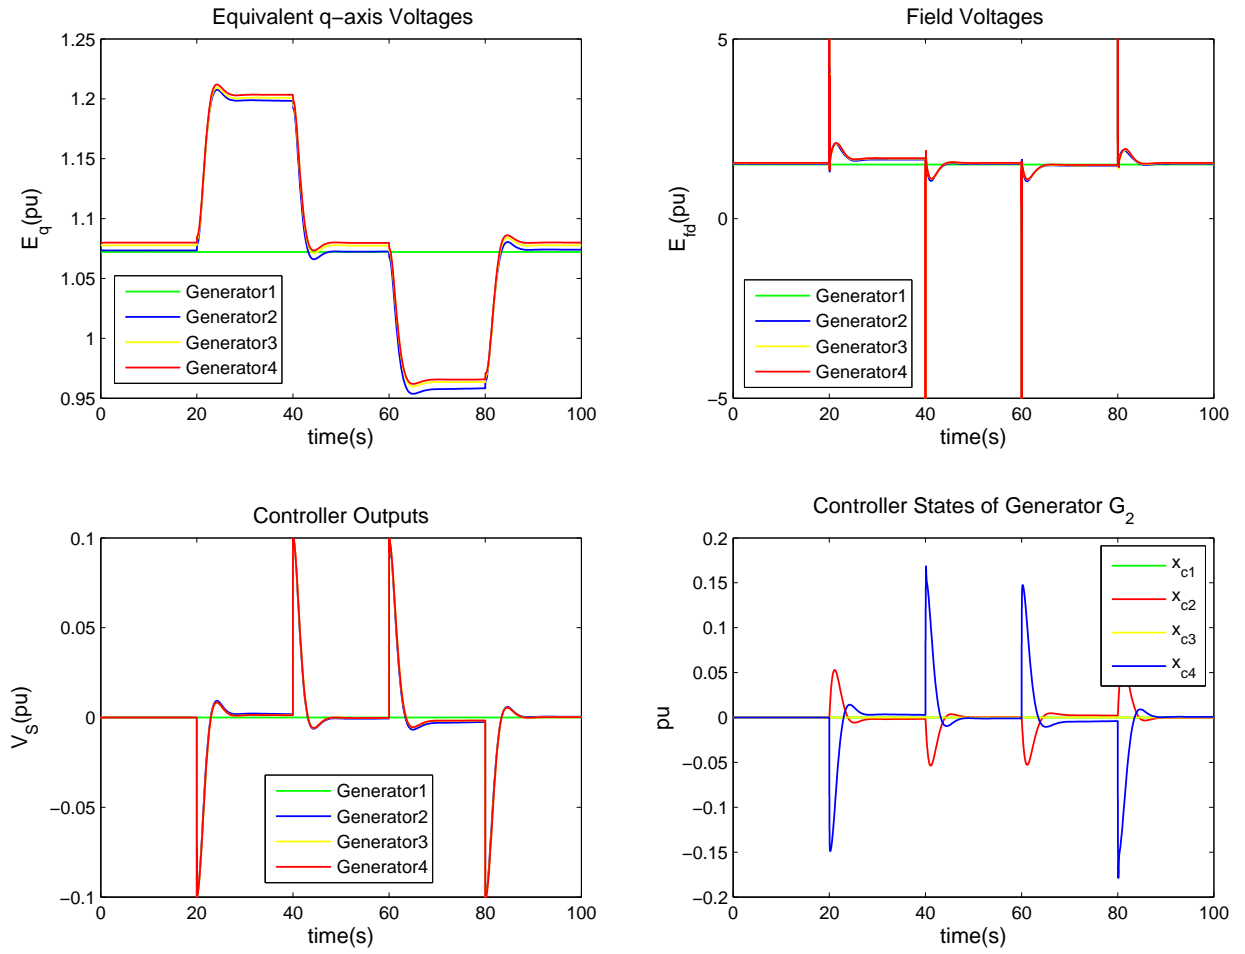 Equivalent q−axis Voltages
1.25
1.2
1.15
1.1
1.05
1
0.95
E_q(pu)
Generator1
Generator2
Generator3
Generator4
0 20 40 60 80 100
time(s)
Field Voltages
5
0
−5
E_fd(pu)
Generator1
Generator2
Generator3
Generator4
0 20 40 60 80 100
time(s)
Controller Outputs
0.1
0.05
0
−0.05
−0.1
V_S(pu)
Generator1
Generator2
Generator3
Generator4
0 20 40 60 80 100
time(s)
Controller States of Generator G_2
0.2
0.15
0.1
0.05
0
−0.05
−0.1
−0.15
−0.2
pu
x_c1
x_c2
x_c3
x_c4
0 20 40 60 80 100
time(s)